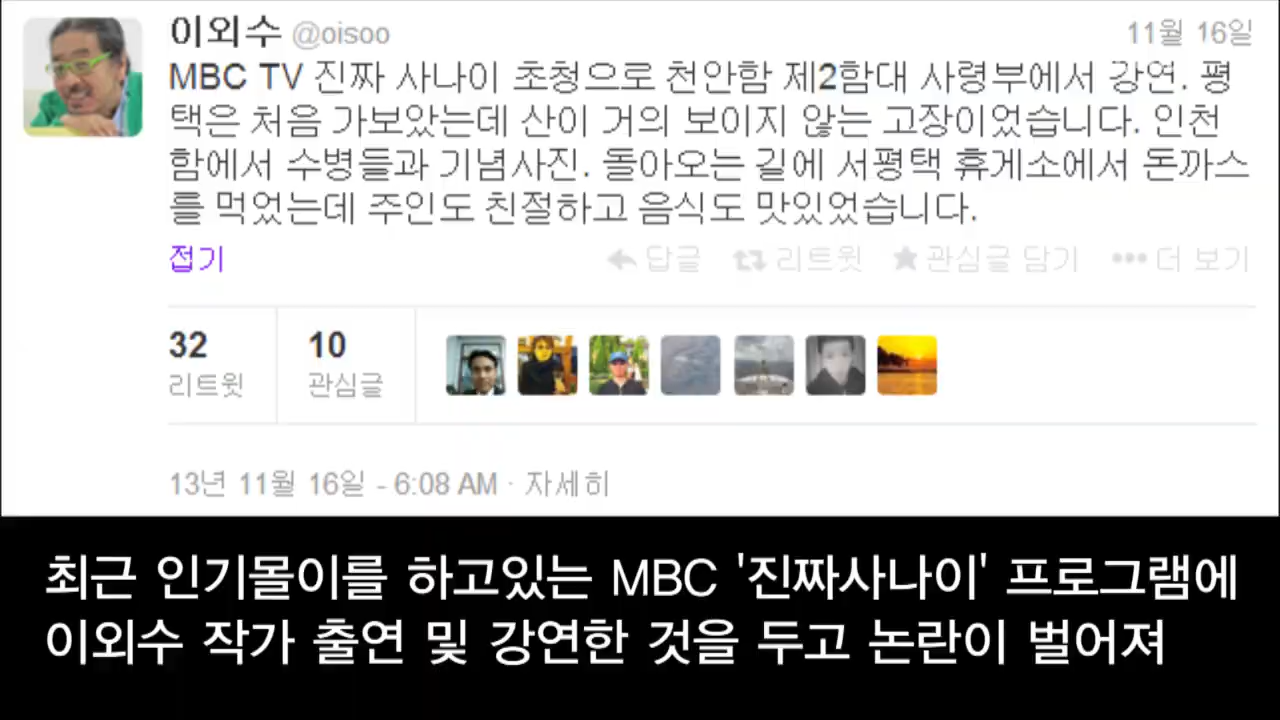 이외수 @oisoo 11월 16일
MBC TV 진짜 사나이 초청으로 천안함 제2함대 사령부에서 강연. 평
택은 처음 가보았는데 산이 거의 보이지 않는 고장이었습니다. 인천
함에서 수병들과 기념사진. 돌아오는 길에 서평택 휴게소에서 돈까스
를 먹었는데 주인도 친절하고 음식도 맛있었습니다.
접기 답글 리트윗 관심글 담기 더 보기
32 10
리트윗 관심글
13년 11월 16일 - 6:08 AM · 자세히
최근 인기몰이를 하고있는 MBC '진짜사나이' 프로그램에
이외수 작가 출연 및 강연한 것을 두고 논란이 벌어져